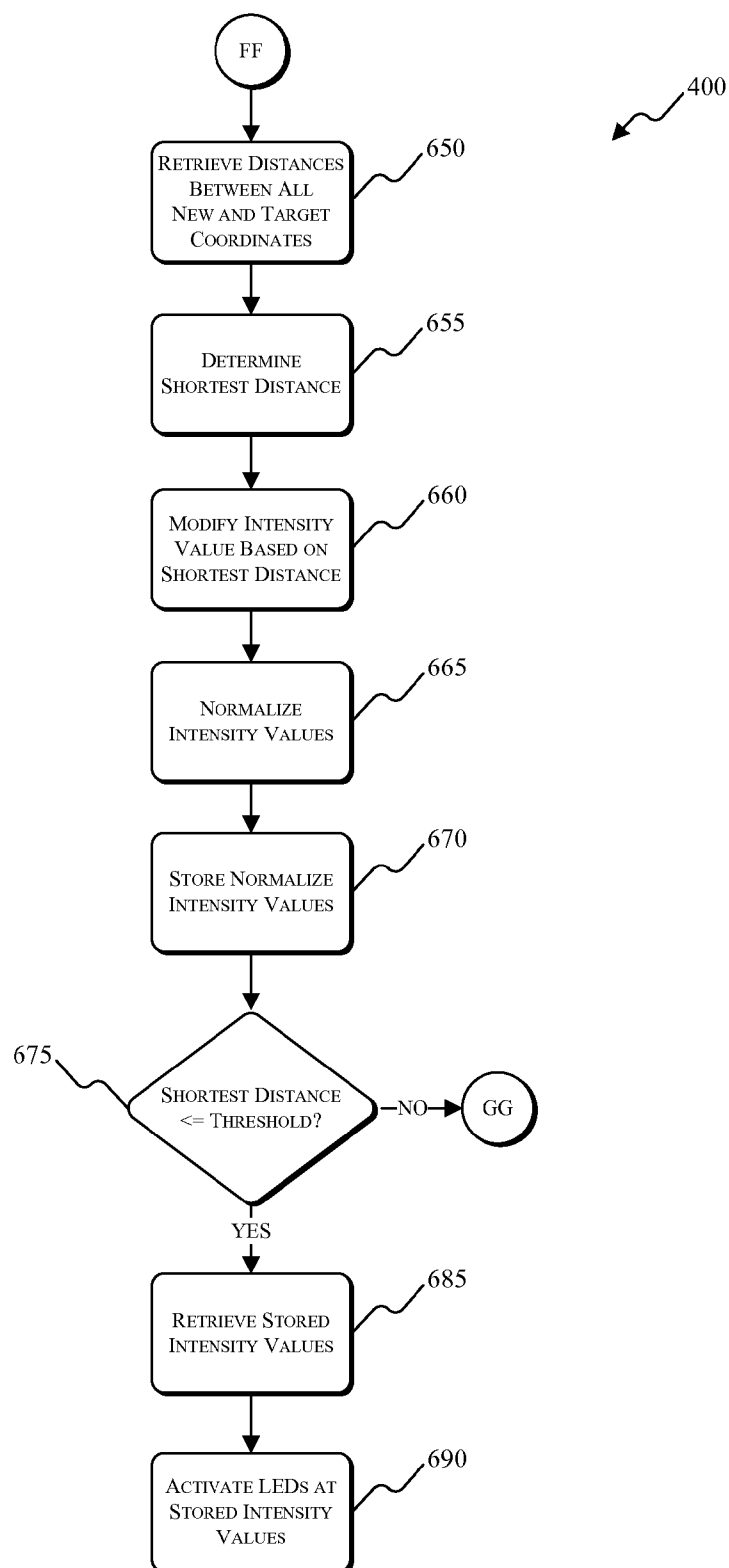 FF
400
650
RETRIEVE DISTANCES
BETWEEN ALL
NEW AND TARGET
COORDINATES
655
DETERMINE
SHORTEST DISTANCE
660
MODIFY INTENSITY
VALUE BASED ON
SHORTEST DISTANCE
665
NORMALIZE
INTENSITY VALUES
670
STORE NORMALIZE
INTENSITY VALUES
675
SHORTEST DISTANCE
<= THRESHOLD?
NO
GG
YES
685
RETRIEVE STORED
INTENSITY VALUES
690
ACTIVATE LEDS AT
STORED INTENSITY
VALUES